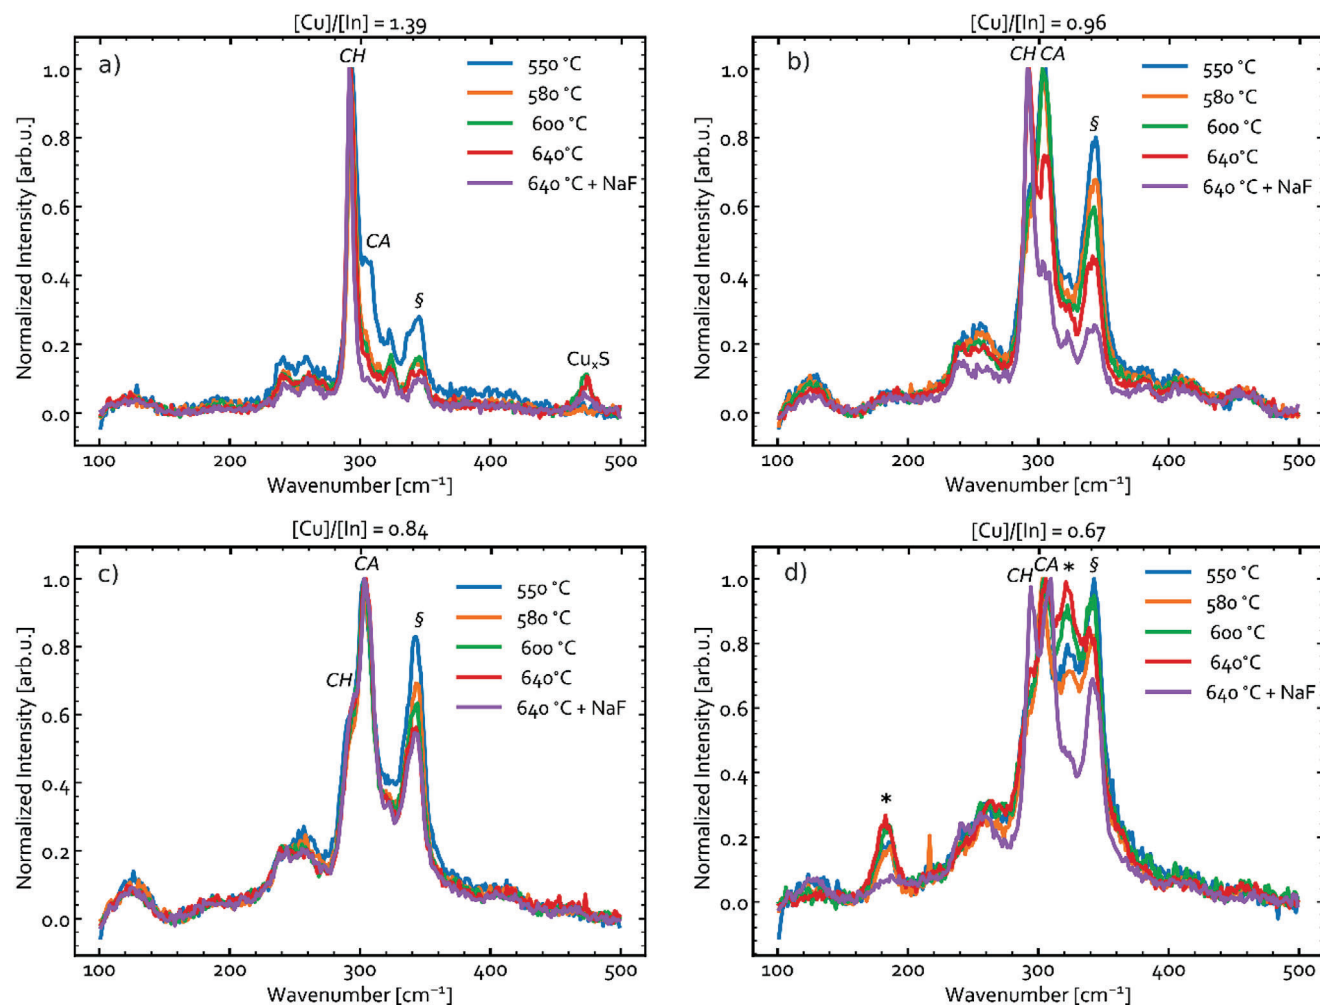 [Cu]/[In] = 1.39
a)
CH
CA
§
CuxS
550 °C
580 °C
600 °C
640°C
640 °C + NaF
1.0
0.8
0.6
0.4
0.2
0.0
Normalized Intensity [arb.u.]
100 200 300 400 500
Wavenumber [cm⁻¹]
[Cu]/[In] = 0.96
b)
CH CA
§
550 °C
580 °C
600 °C
640 °C
640 °C + NaF
1.0
0.8
0.6
0.4
0.2
0.0
Normalized Intensity [arb.u.]
100 200 300 400 500
Wavenumber [cm⁻¹]
[Cu]/[In] = 0.84
c)
CA
CH
§
550 °C
580 °C
600 °C
640°C
640 °C + NaF
1.0
0.8
0.6
0.4
0.2
0.0
Normalized Intensity [arb.u.]
100 200 300 400 500
Wavenumber [cm⁻¹]
[Cu]/[In] = 0.67
d)
CH CA * §
*
550 °C
580 °C
600 °C
640 °C
640 °C + NaF
1.0
0.8
0.6
0.4
0.2
0.0
Normalized Intensity [arb.u.]
100 200 300 400 500
Wavenumber [cm⁻¹]